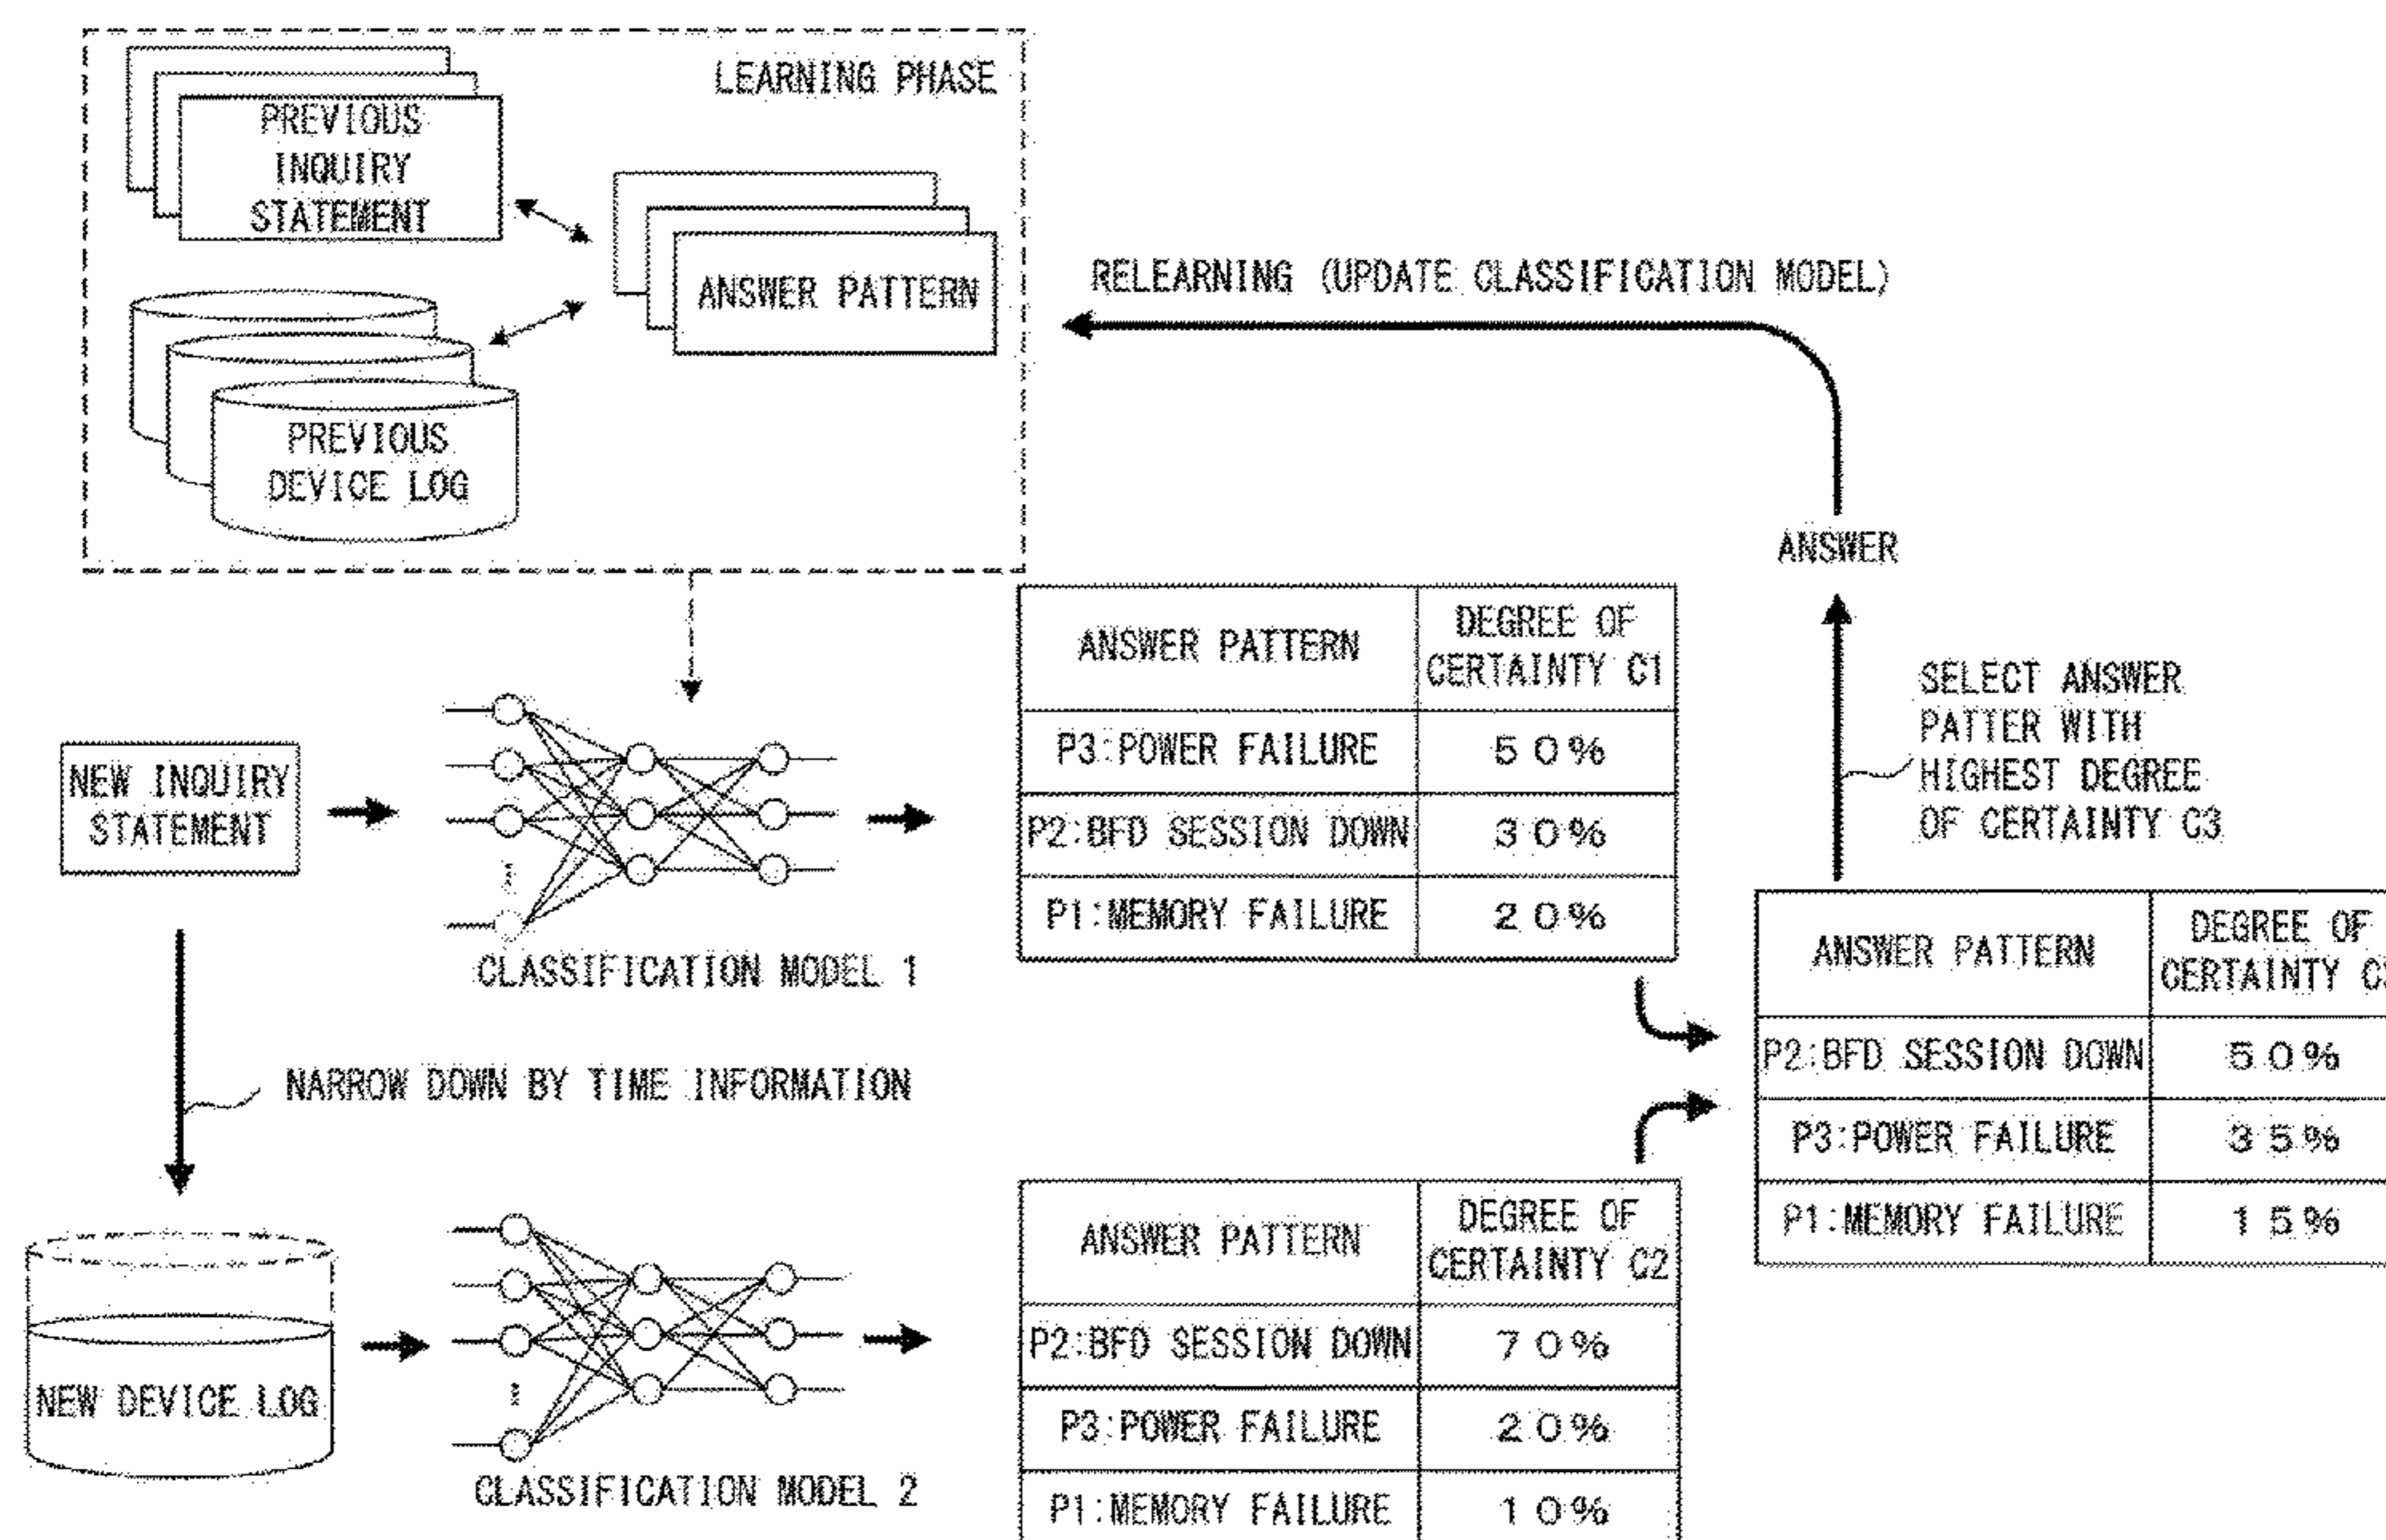 LEARNING PHASE
PREVIOUS
INQUIRY
STATEMENT
ANSWER PATTERN
PREVIOUS
DEVICE LOG
RELEARNING (UPDATE CLASSIFICATION MODEL)
ANSWER
SELECT ANSWER
PATTER WITH
HIGHEST DEGREE
OF CERTAINTY C3
NEW INQUIRY
STATEMENT
CLASSIFICATION MODEL 1
ANSWER PATTERN
DEGREE OF
CERTAINTY C1
P3:POWER FAILURE 50%
P2:BFD SESSION DOWN 30%
P1:MEMORY FAILURE 20%
ANSWER PATTERN
DEGREE OF
CERTAINTY
P2:BFD SESSION DOWN 50%
P3:POWER FAILURE 35%
P1:MEMORY FAILURE 15%
NARROW DOWN BY TIME INFORMATION
NEW DEVICE LOG
CLASSIFICATION MODEL 2
ANSWER PATTERN
DEGREE OF
CERTAINTY C2
P2:BFD SESSION DOWN 70%
P3:POWER FAILURE 20%
P1:MEMORY FAILURE 10%